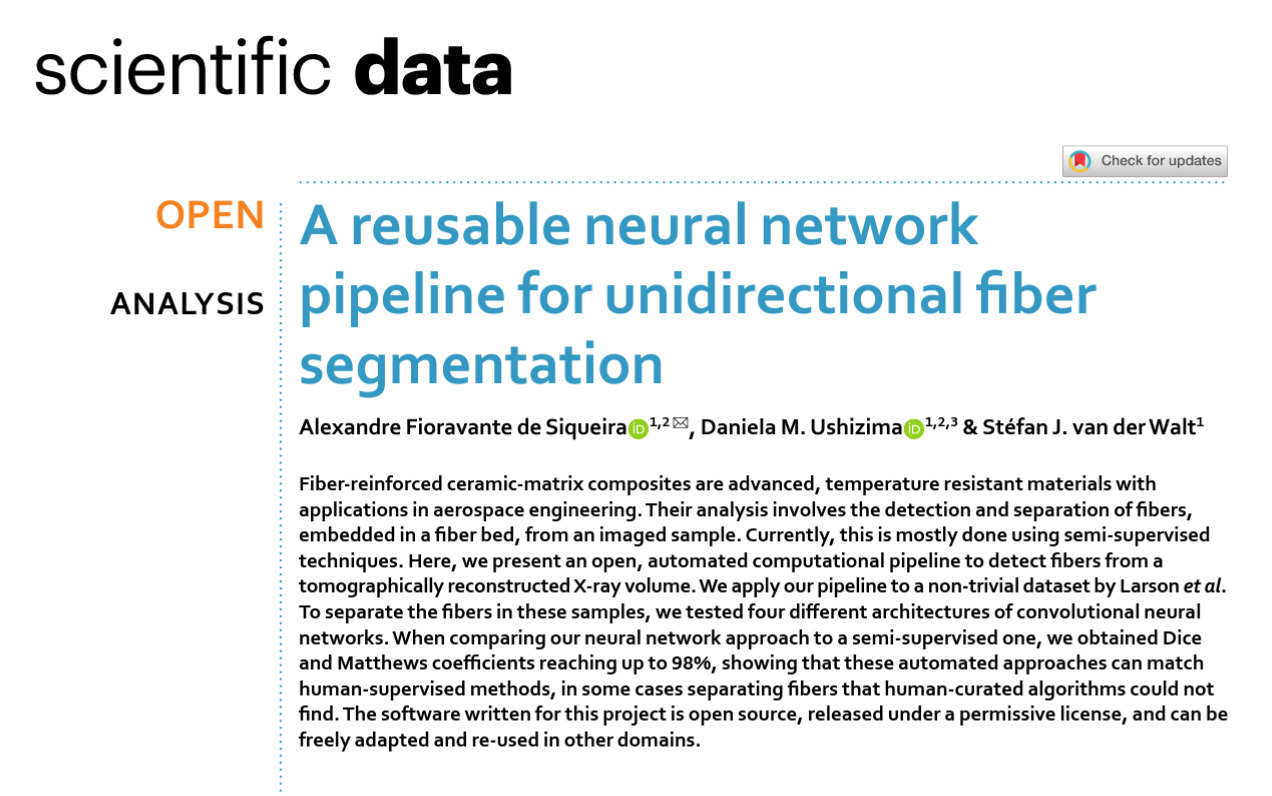 scientific data
Check for updates
OPEN
ANALYSIS
A reusable neural network
pipeline for unidirectional fiber
segmentation
Alexandre Fioravante de Siqueira iD 1,2 ✉, Daniela M. Ushizima iD 1,2,3 & Stéfan J. van der Walt1
Fiber-reinforced ceramic-matrix composites are advanced, temperature resistant materials with
applications in aerospace engineering. Their analysis involves the detection and separation of fibers,
embedded in a fiber bed, from an imaged sample. Currently, this is mostly done using semi-supervised
techniques. Here, we present an open, automated computational pipeline to detect fibers from a
tomographically reconstructed X-ray volume. We apply our pipeline to a non-trivial dataset by Larson et al.
To separate the fibers in these samples, we tested four different architectures of convolutional neural
networks. When comparing our neural network approach to a semi-supervised one, we obtained Dice
and Matthews coefficients reaching up to 98%, showing that these automated approaches can match
human-supervised methods, in some cases separating fibers that human-curated algorithms could not
find. The software written for this project is open source, released under a permissive license, and can be
freely adapted and re-used in other domains.